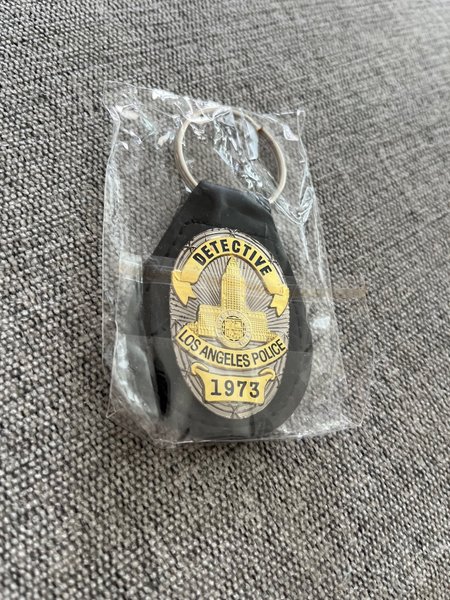 DETECTIVE
LOS ANGELES POLICE
1973